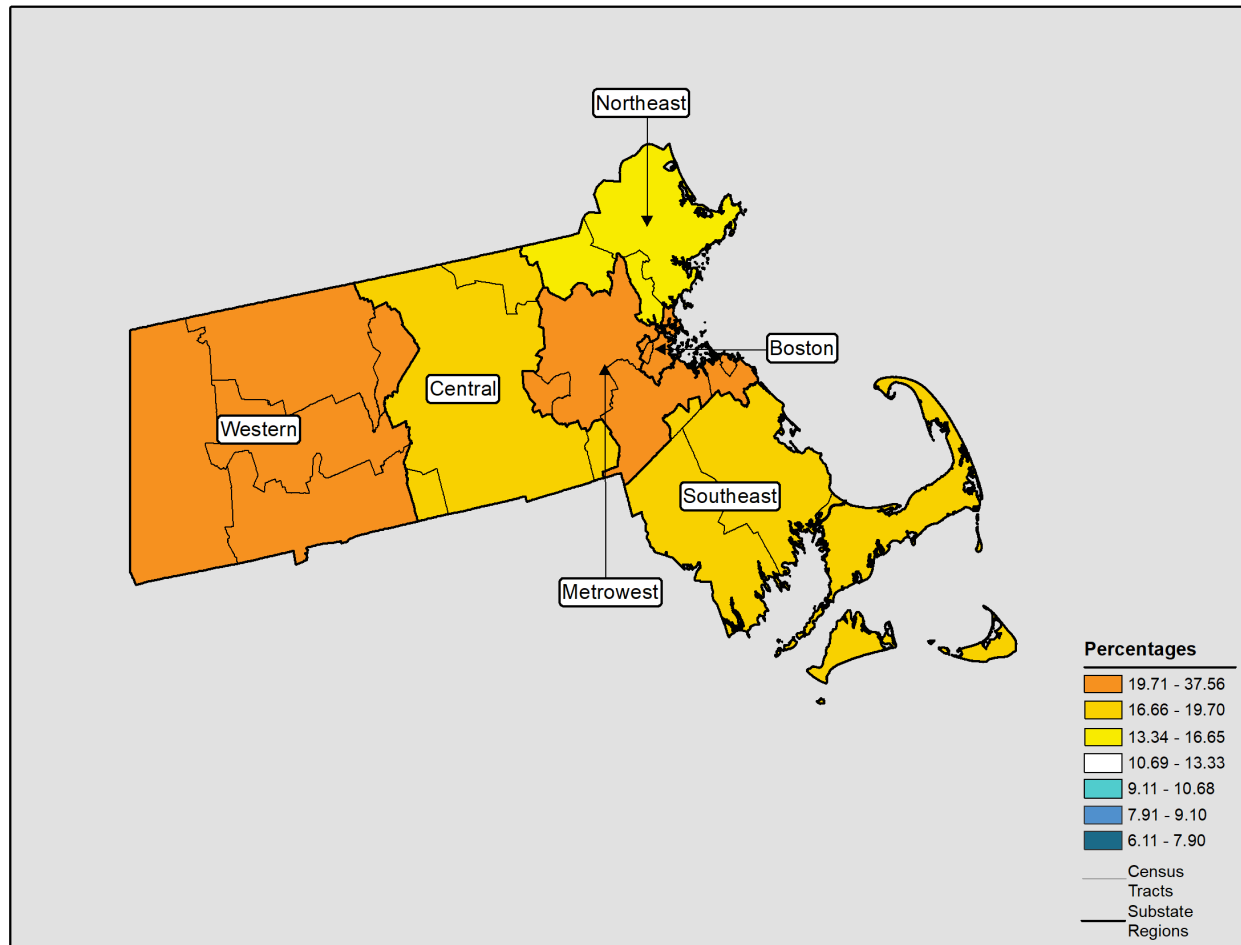 Northeast
Boston
Central
Western
Southeast
Metrowest
Percentages
19.71 - 37.56
16.66 - 19.70
13.34 - 16.65
10.69 - 13.33
9.11 - 10.68
7.91 - 9.10
6.11 - 7.90
Census
Tracts
Substate
Regions